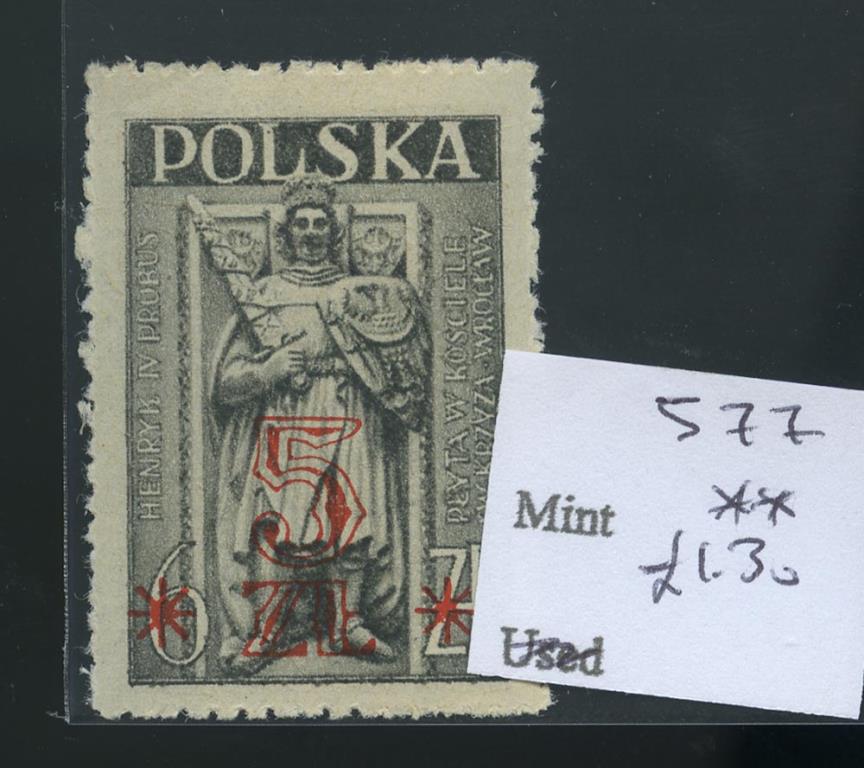 POLSKA
HENRYK IV PROBUS
PŁYTA W KOŚCIELE
KRZYŻA. WROCŁAW
5
ZŁ
6
577
Mint **
£1.30
Used